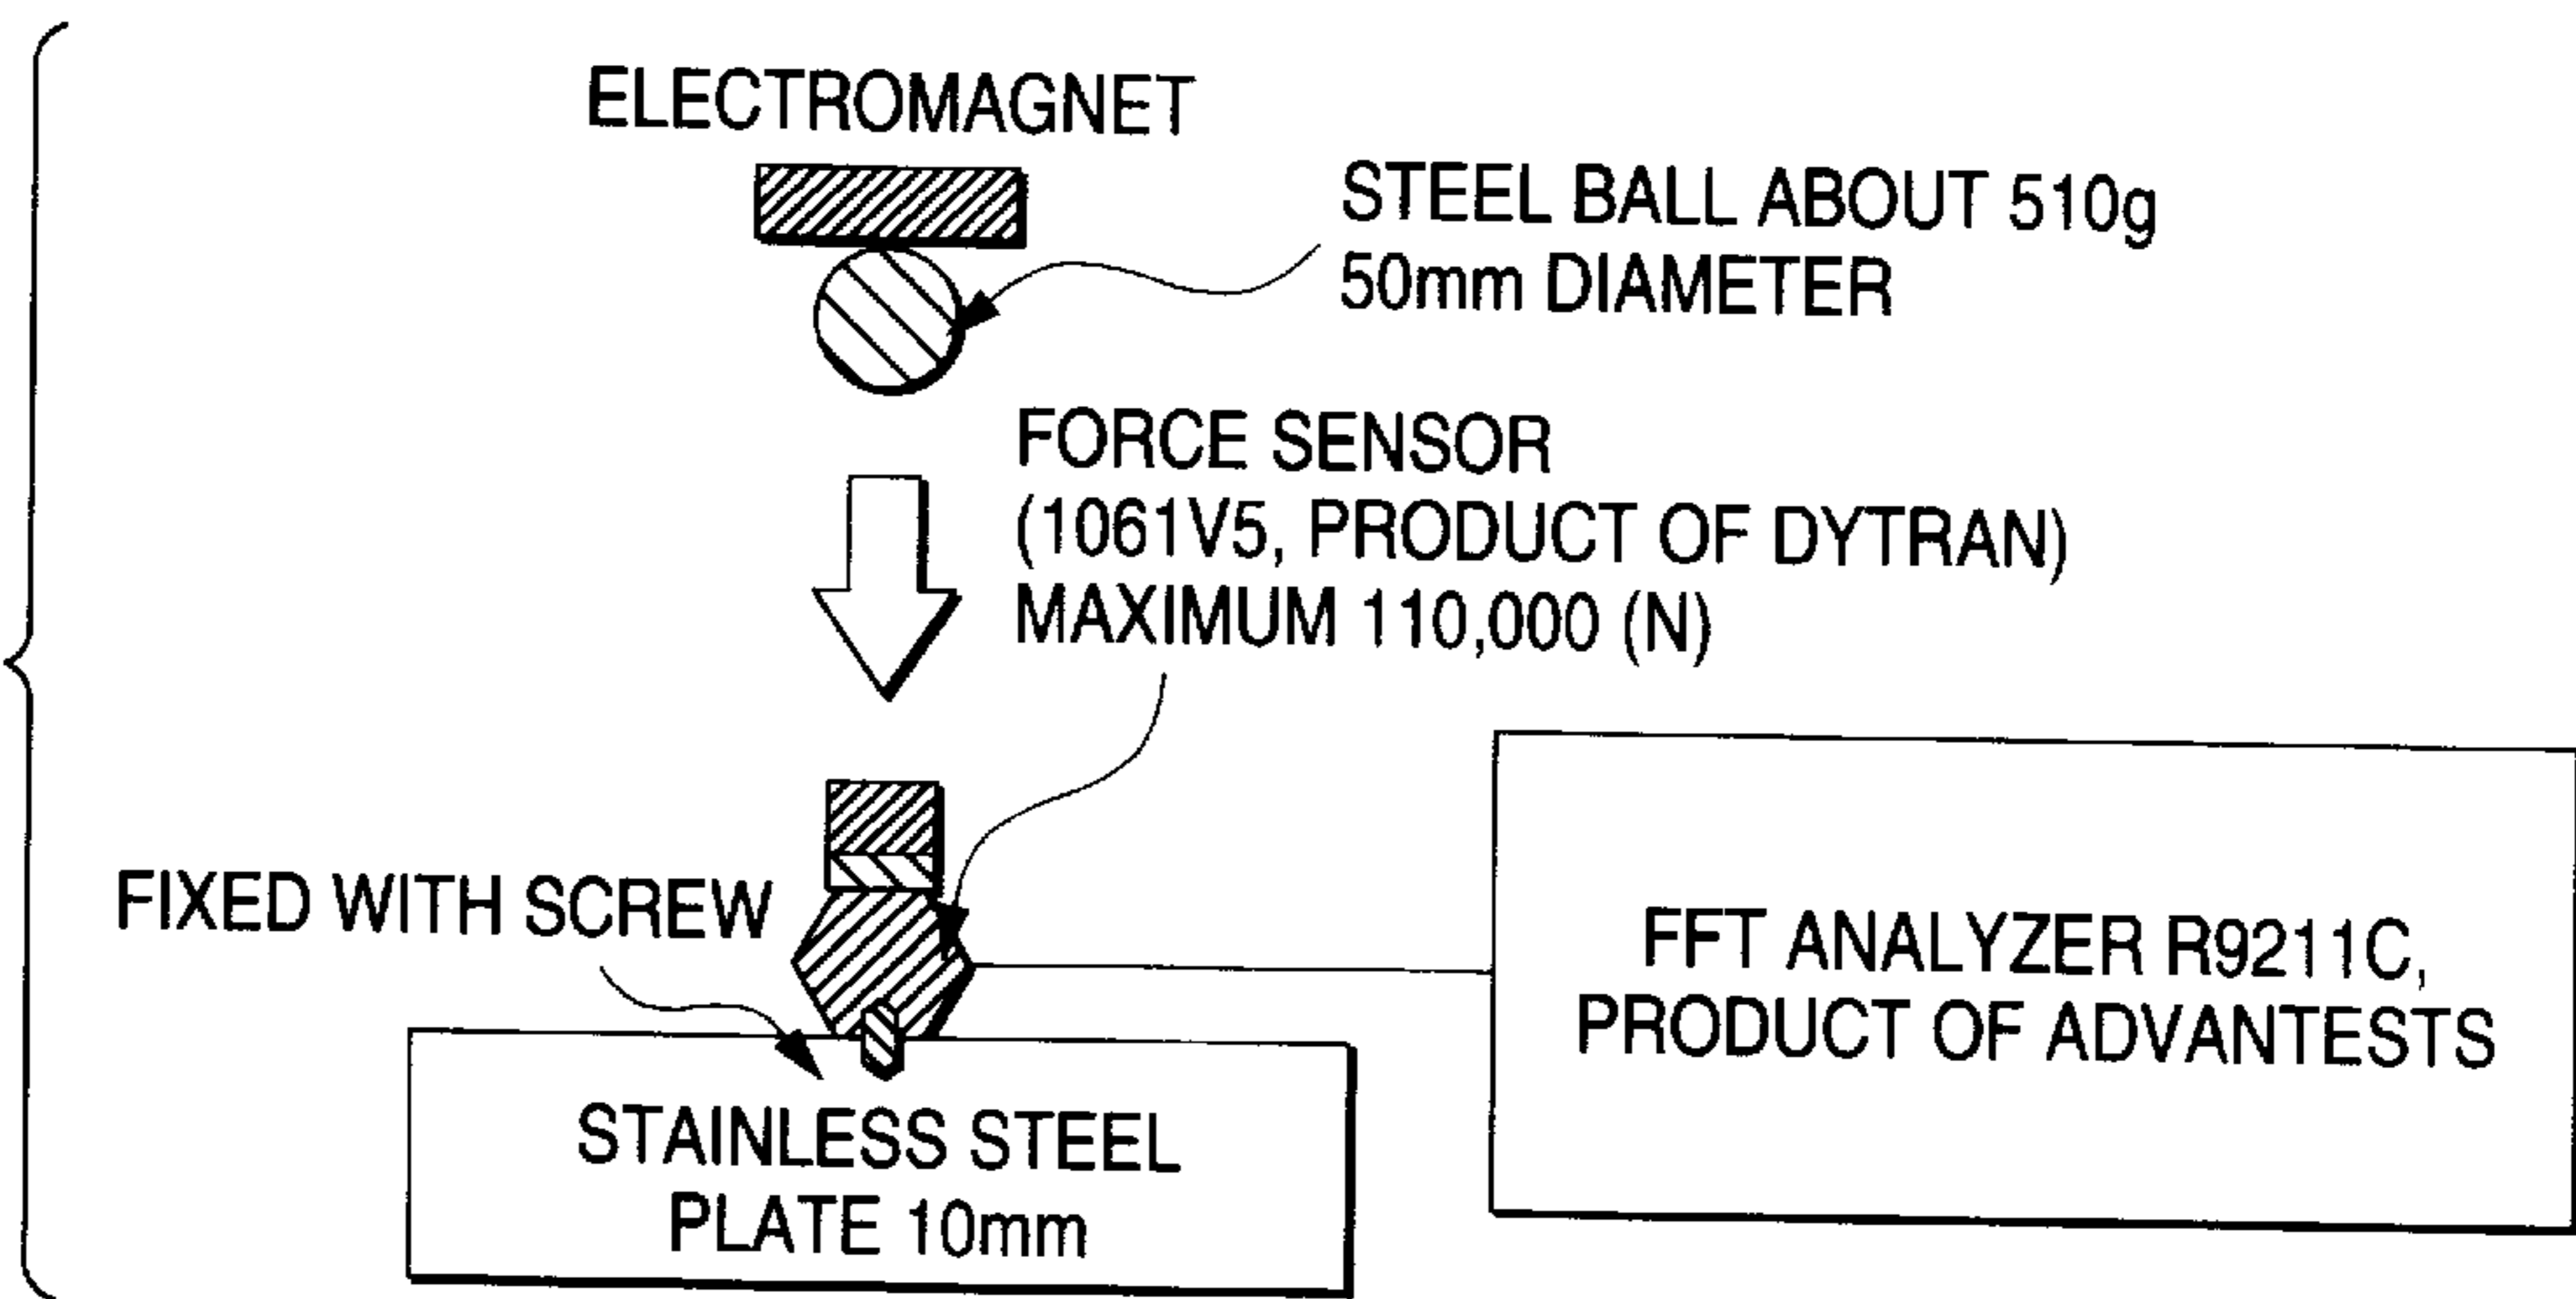 ELECTROMAGNET
STEEL BALL ABOUT 510g
50mm DIAMETER
FORCE SENSOR
(1061V5, PRODUCT OF DYTRAN)
MAXIMUM 110,000 (N)
FIXED WITH SCREW
FFT ANALYZER R9211C,
PRODUCT OF ADVANTESTS
STAINLESS STEEL
PLATE 10mm